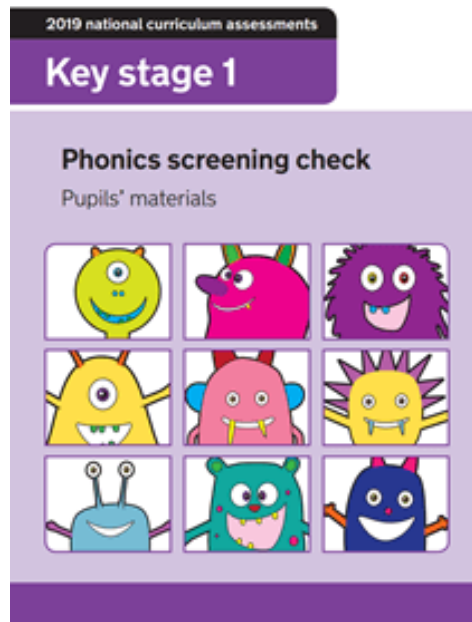 2019 national curriculum assessments
Key stage 1
Phonics screening check
Pupils’ materials